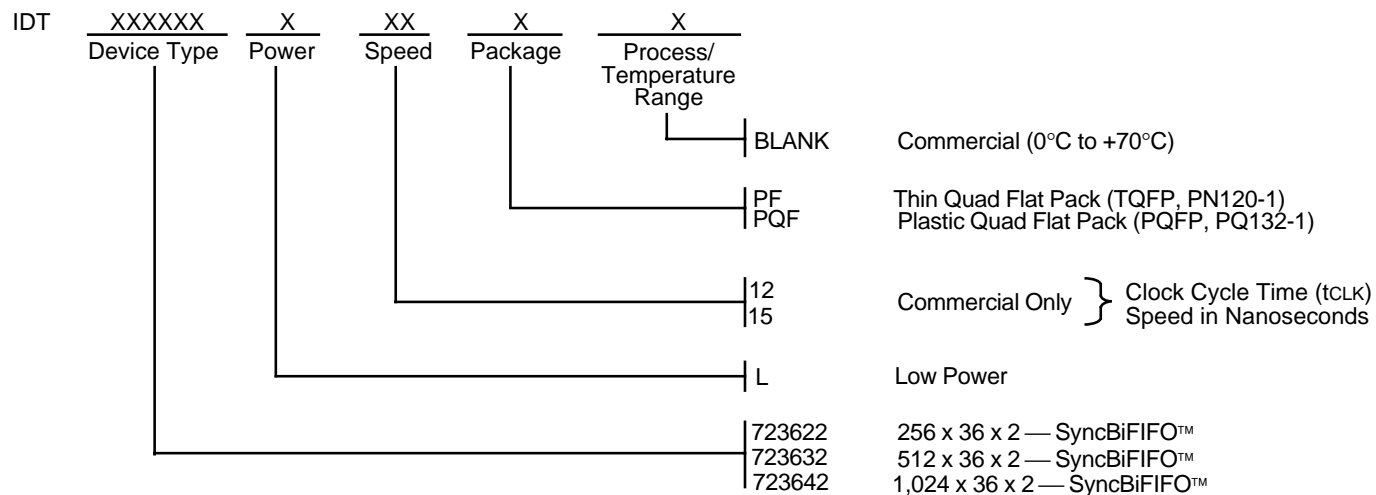 IDT XXXXXX X XX X X
Device Type Power Speed Package Process/
Temperature
Range
BLANK Commercial (0°C to +70°C)
PF Thin Quad Flat Pack (TQFP, PN120-1)
PQF Plastic Quad Flat Pack (PQFP, PQ132-1)
12 Commercial Only } Clock Cycle Time (tCLK)
15 Speed in Nanoseconds
L Low Power
723622 256 x 36 x 2 — SyncBiFIFO™
723632 512 x 36 x 2 — SyncBiFIFO™
723642 1,024 x 36 x 2 — SyncBiFIFO™